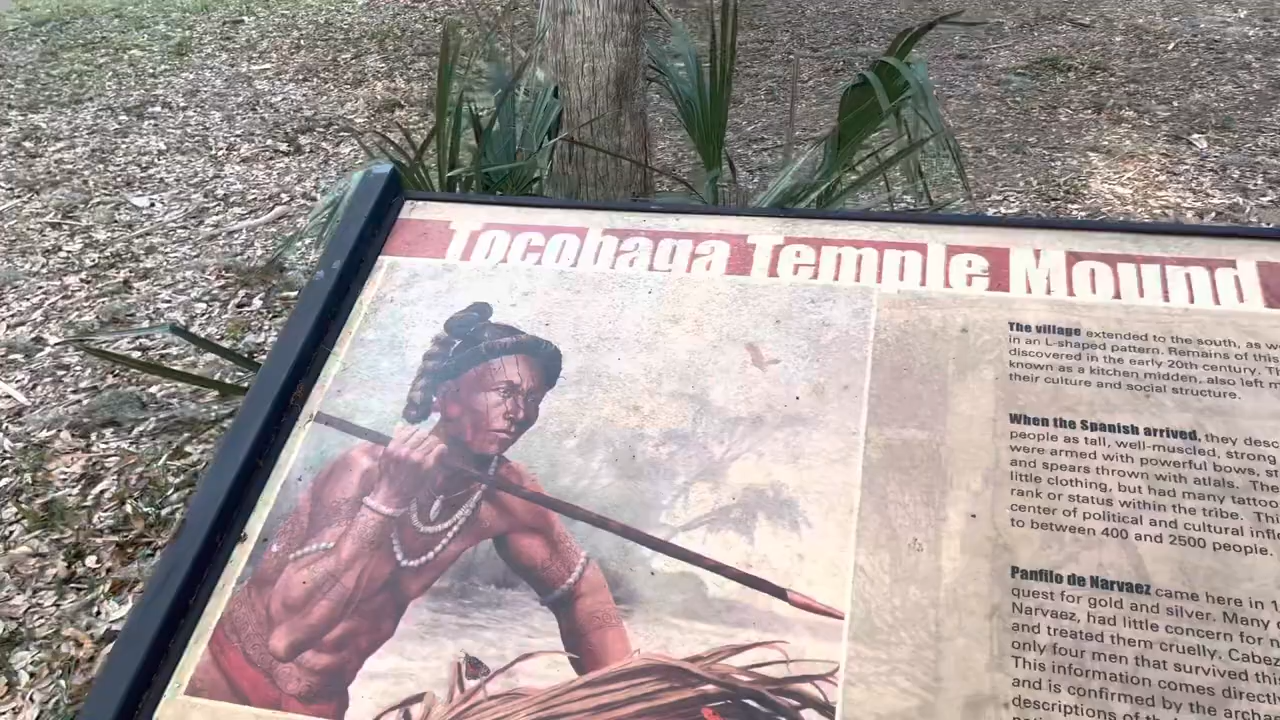 Tocobaga Temple Mound
The village extended to the south, as we
in an L-shaped pattern. Remains of this
discovered in the early 20th century. Th
known as a kitchen midden, also left m
their culture and social structure.
When the Spanish arrived, they desc
people as tall, well-muscled, strong
were armed with powerful bows, st
and spears thrown with atlals. The
little clothing, but had many tattoo
rank or status within the tribe. Thi
center of political and cultural infl
to between 400 and 2500 people.
Panfilo de Narvaez came here in 1
quest for gold and silver. Many
Narvaez, had little concern for n
and treated them cruelly. Cabez
only four men that survived thi
This information comes directl
and is confirmed by the arche
descriptions of t